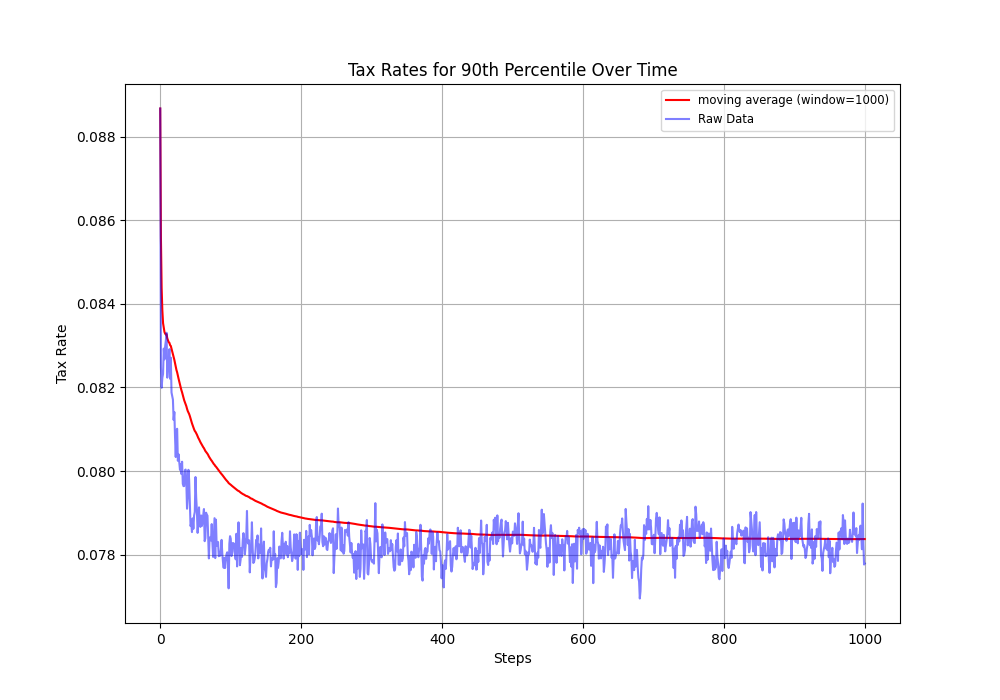 Tax Rates for 90th Percentile Over Time
moving average (window=1000)
Raw Data
0.088
0.086
0.084
0.082
0.080
0.078
Tax Rate
0
200
400
600
800
1000
Steps